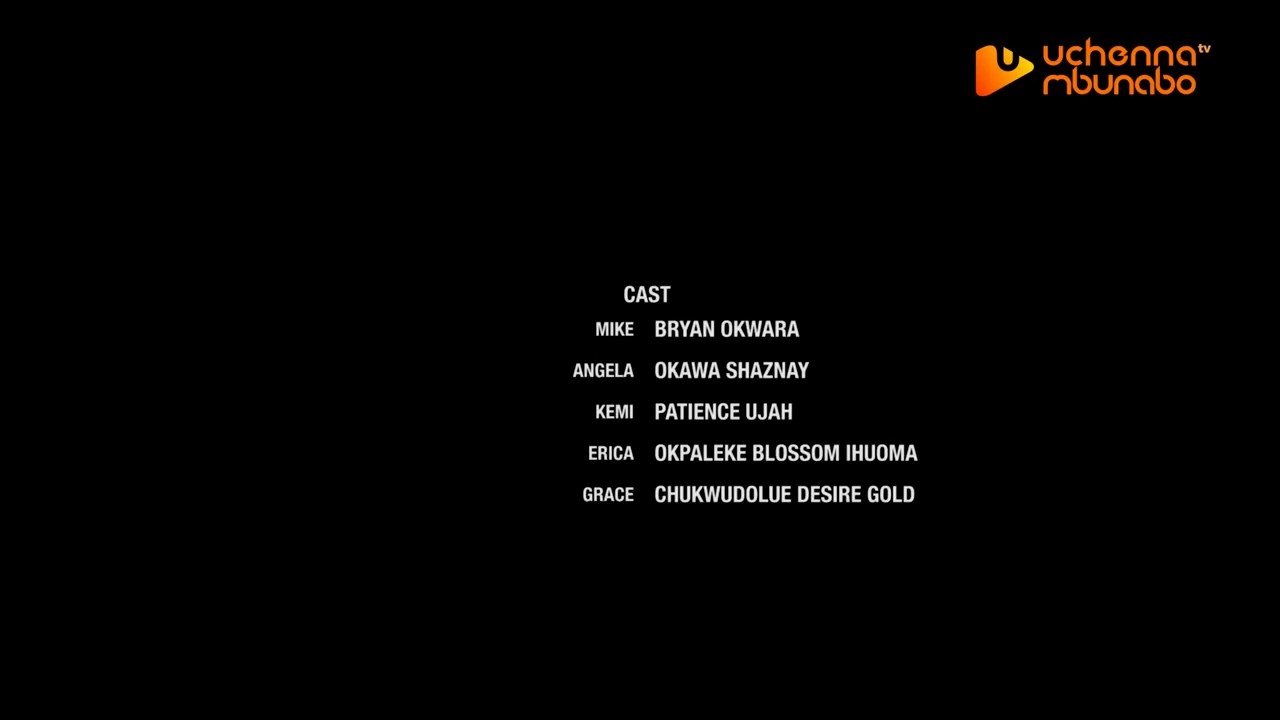 uchenna tv
mbunabo
CAST
MIKE BRYAN OKWARA
ANGELA OKAWA SHAZNAY
KEMI PATIENCE UJAH
ERICA OKPALEKE BLOSSOM IHUOMA
GRACE CHUKWUDOLUE DESIRE GOLD